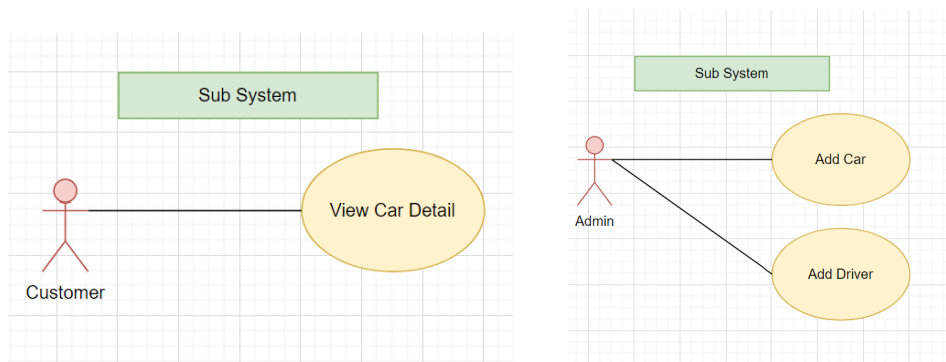 Sub System
View Car Detail
Customer
Sub System
Add Car
Admin
Add Driver